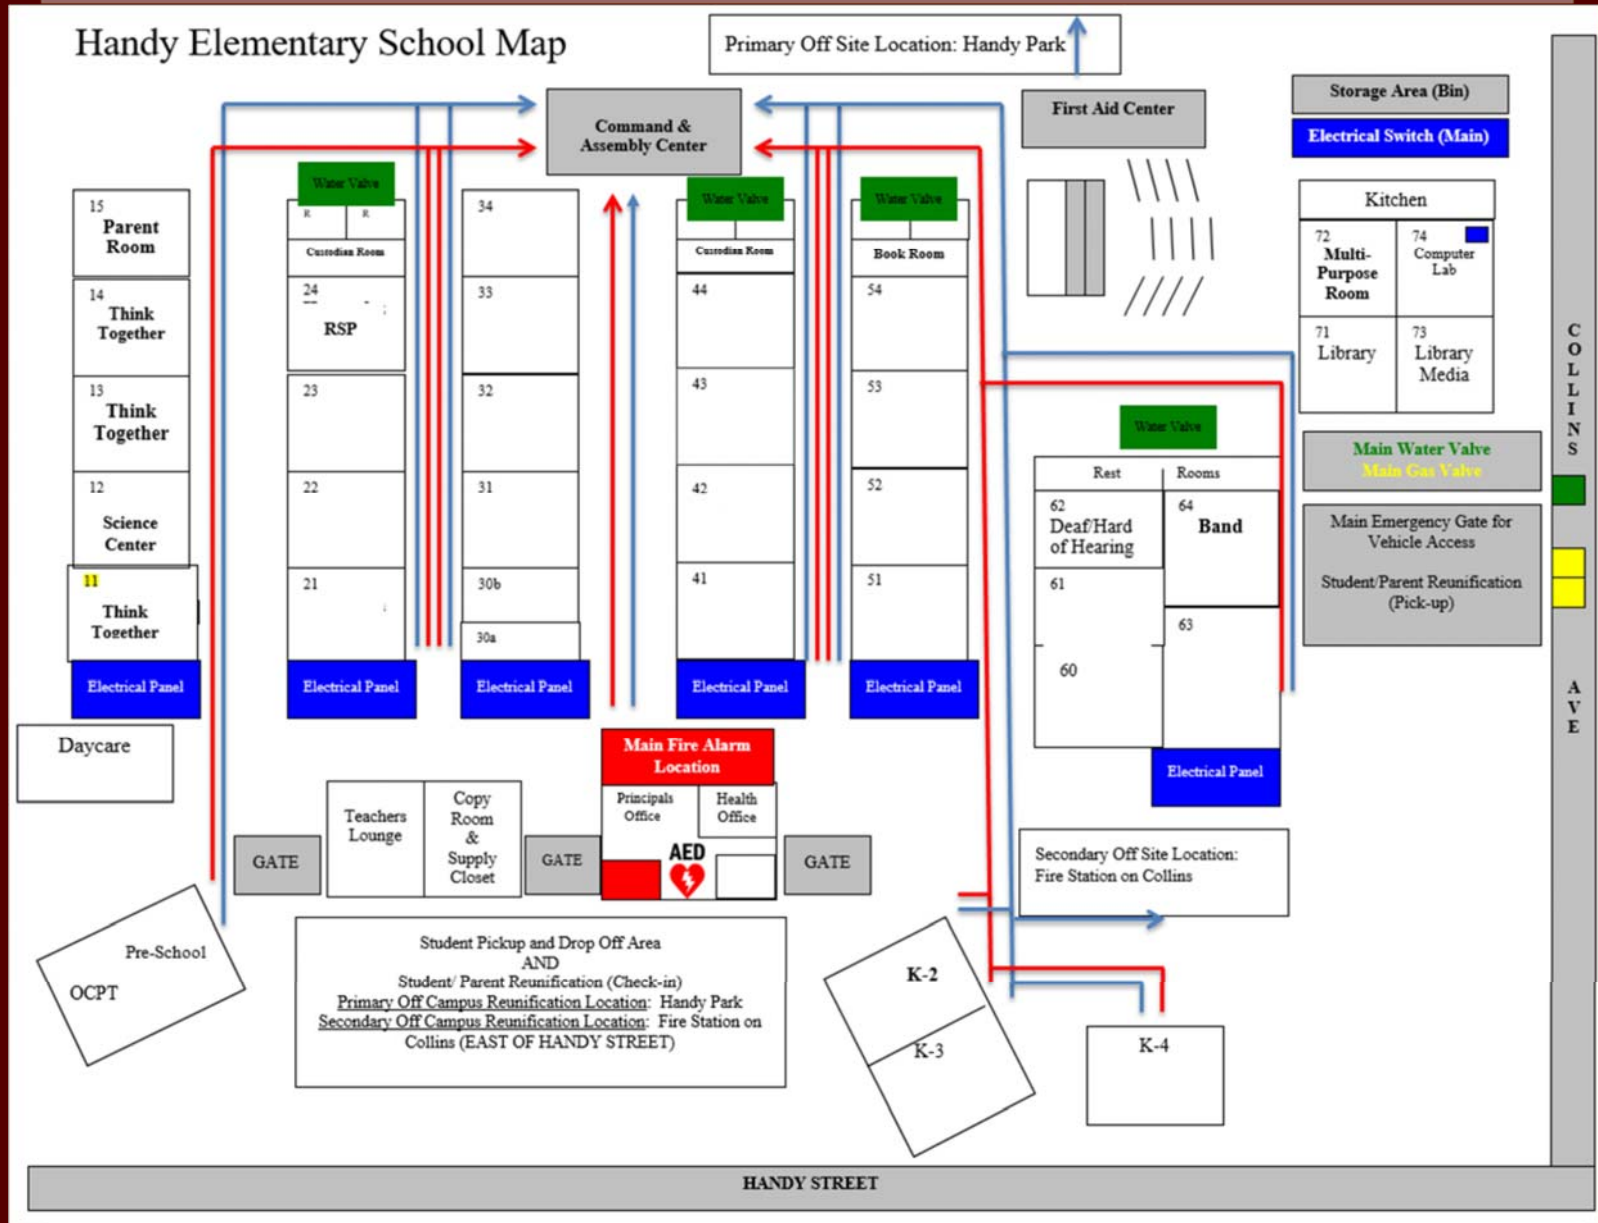 Handy Elementary School Map
Primary Off Site Location: Handy Park
Command &
Assembly Center
First Aid Center
Storage Area (Bin)
Electrical Switch (Main)
15
Parent
Room
14
Think
Together
13
Think
Together
12
Science
Center
11
Think
Together
Electrical Panel
Daycare
Water Valve
R R
Custodian Room
24
RSP
23
22
21
Electrical Panel
34
33
32
31
30b
30a
Electrical Panel
Water Valve
Custodian Room
44
43
42
41
Electrical Panel
Water Valve
Book Room
54
53
52
51
Electrical Panel
Kitchen
72
Multi-
Purpose
Room
74
Computer
Lab
71
Library
73
Library
Media
Water Valve
Rest Rooms
62
Deaf/Hard
of Hearing
64
Band
61
63
60
Electrical Panel
Main Water Valve
Main Gas Valve
Main Emergency Gate for
Vehicle Access
Student/Parent Reunification
(Pick-up)
COLLINS
AVE
Main Fire Alarm
Location
Principals
Office
Health
Office
AED
Teachers
Lounge
Copy
Room
&
Supply
Closet
GATE
GATE
GATE
Secondary Off Site Location:
Fire Station on Collins
Pre-School
OCPT
Student Pickup and Drop Off Area
AND
Student/ Parent Reunification (Check-in)
Primary Off Campus Reunification Location: Handy Park
Secondary Off Campus Reunification Location: Fire Station on
Collins (EAST OF HANDY STREET)
K-2
K-3
K-4
HANDY STREET